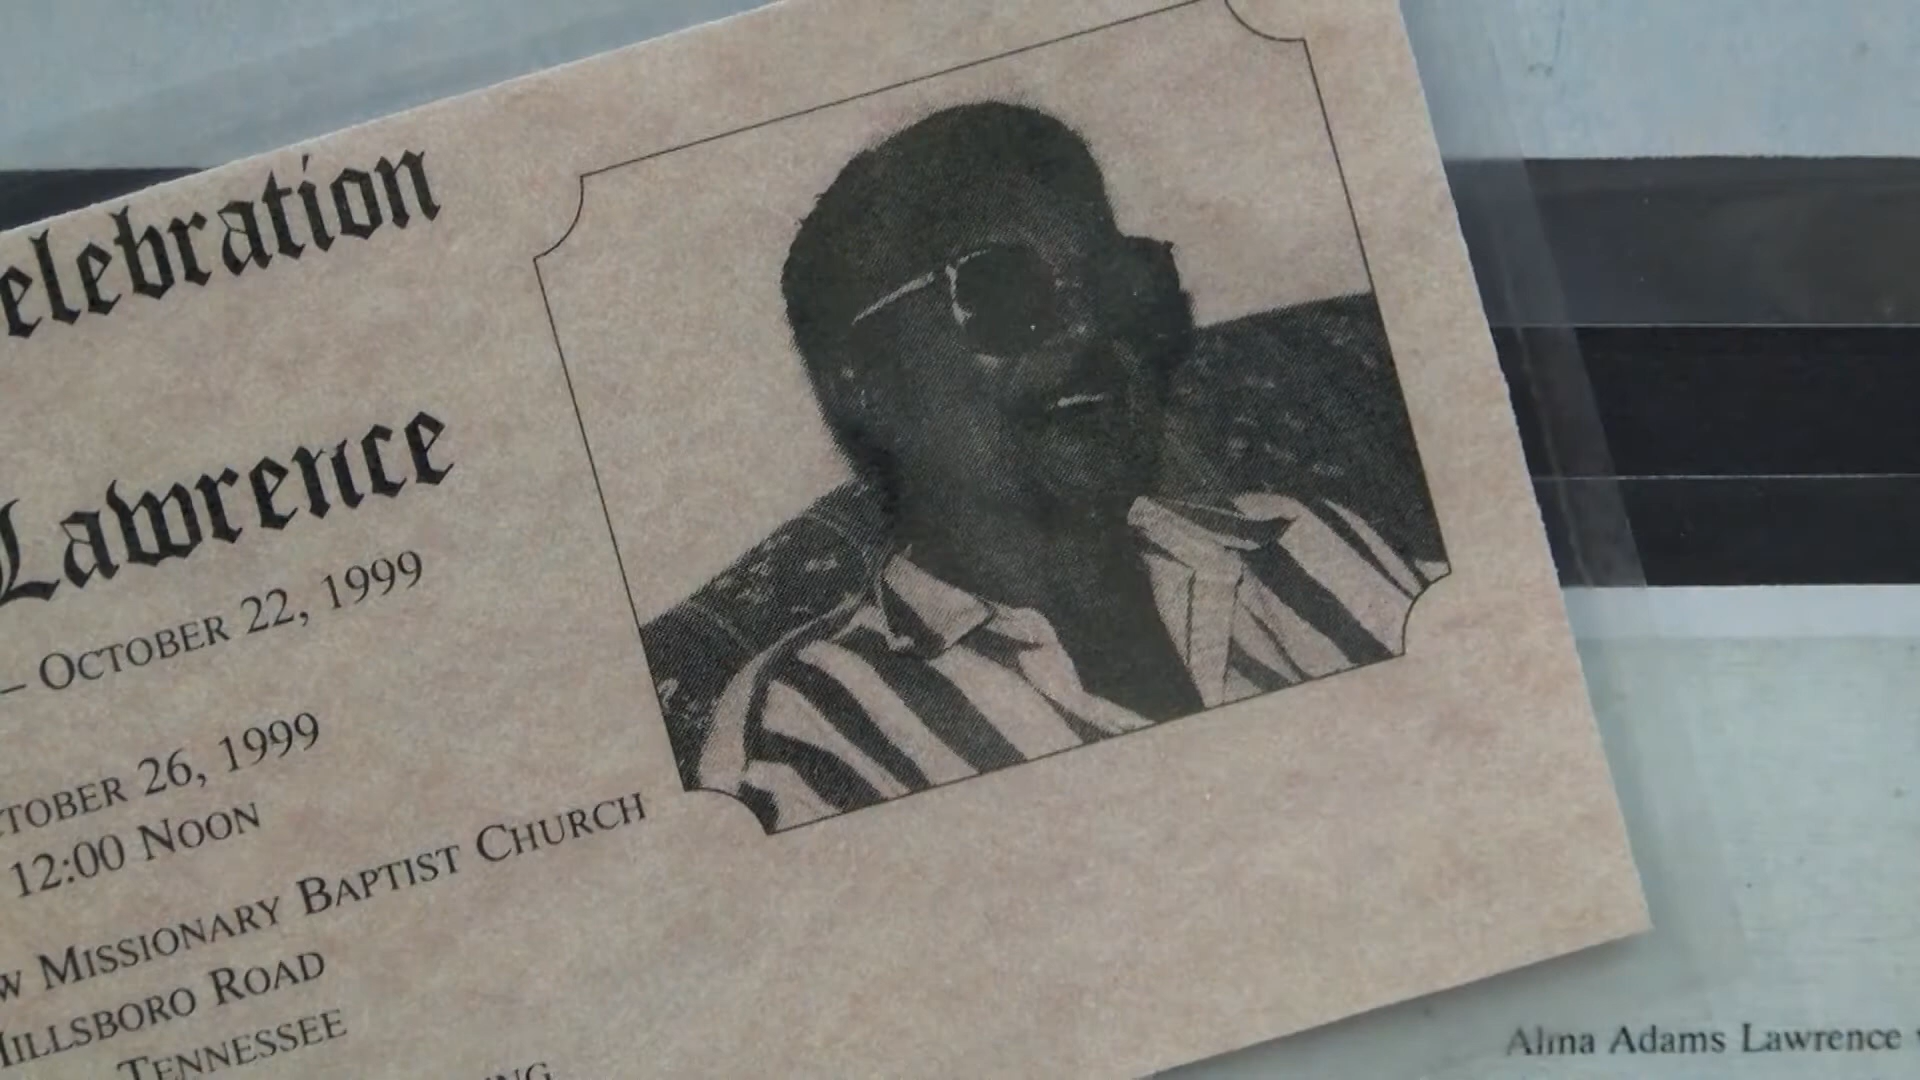 elebration
Lawrence
– OCTOBER 22, 1999
CTOBER 26, 1999
12:00 NOON
W MISSIONARY BAPTIST CHURCH
HILLSBORO ROAD
TENNESSEE
NG
Alma Adams Lawrence